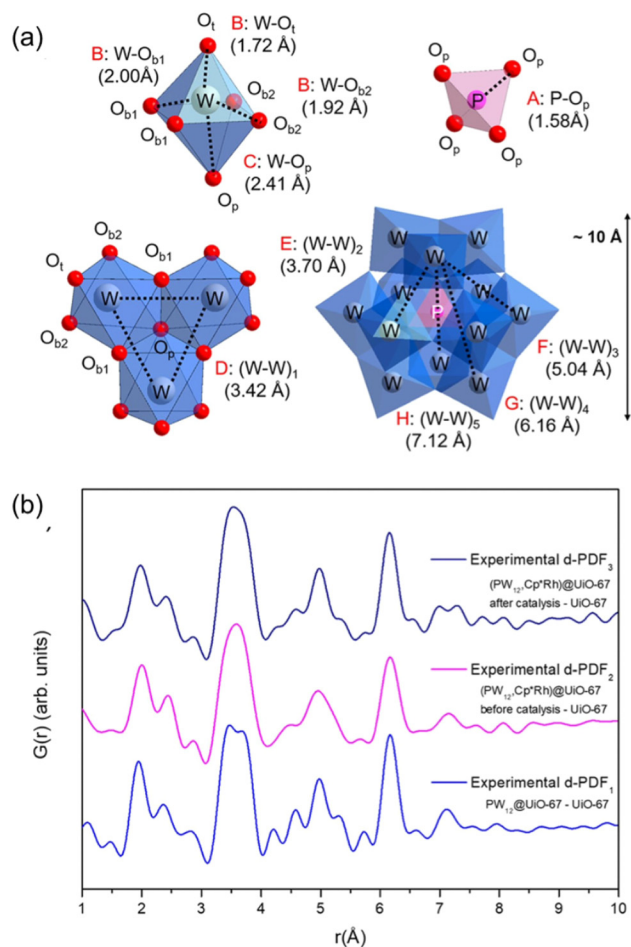 (a)
Ot
B: W-Ot
(1.72 Å)
B: W-Ob1
(2.00Å)
W
Ob1
Ob1
Ob2
Ob2
B: W-Ob2
(1.92 Å)
C: W-Op
(2.41 Å)
Op
Op
Op
P
A: P-Op
(1.58Å)
Op
Op
Ob2
Ob1
Ot
W
W
Ob2
Op
Ob1
W
D: (W-W)1
(3.42 Å)
E: (W-W)2
(3.70 Å)
W
W
W
W
W
W
P
W
W
W
W
W
W
~ 10 Å
F: (W-W)3
(5.04 Å)
G: (W-W)4
(6.16 Å)
H: (W-W)5
(7.12 Å)
(b)
G(r) (arb. units)
Experimental d-PDF3
(PW12,Cp*Rh)@UiO-67
after catalysis - UiO-67
Experimental d-PDF2
(PW12,Cp*Rh)@UiO-67
before catalysis - UiO-67
Experimental d-PDF1
PW12@UiO-67 - UiO-67
1 2 3 4 5 6 7 8 9 10
r(Å)